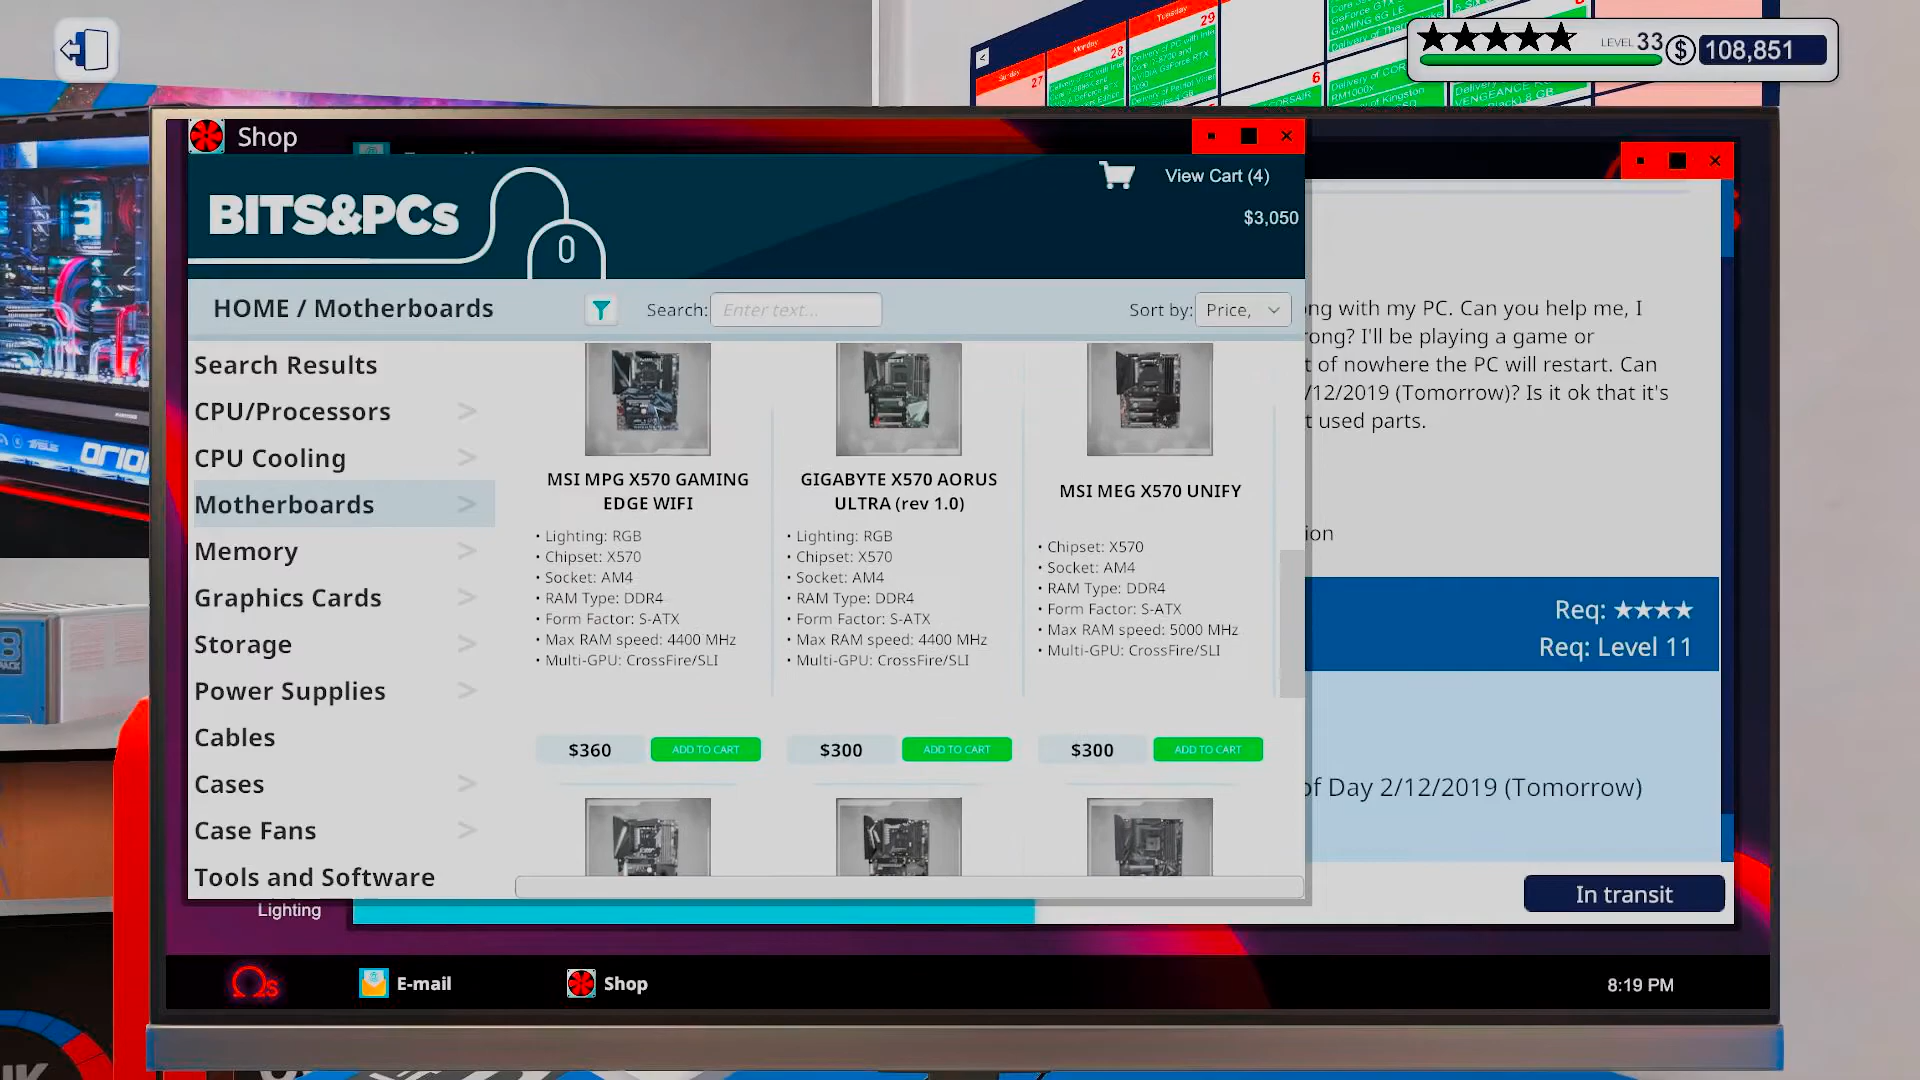 LEVEL 33
$ 108,851
Monday
Tuesday
Sunday
27
28
29
6
Shop
BITS&PCs
View Cart (4)
$3,050
HOME / Motherboards
Search:
Enter text...
Sort by:
Price,
Search Results
CPU/Processors >
CPU Cooling >
Motherboards >
Memory >
Graphics Cards >
Storage >
Power Supplies >
Cables
Cases >
Case Fans >
Tools and Software
Lighting
MSI MPG X570 GAMING
EDGE WIFI
• Lighting: RGB
• Chipset: X570
• Socket: AM4
• RAM Type: DDR4
• Form Factor: S-ATX
• Max RAM speed: 4400 MHz
• Multi-GPU: CrossFire/SLI
$360
ADD TO CART
GIGABYTE X570 AORUS
ULTRA (rev 1.0)
• Lighting: RGB
• Chipset: X570
• Socket: AM4
• RAM Type: DDR4
• Form Factor: S-ATX
• Max RAM speed: 4400 MHz
• Multi-GPU: CrossFire/SLI
$300
ADD TO CART
MSI MEG X570 UNIFY
• Chipset: X570
• Socket: AM4
• RAM Type: DDR4
• Form Factor: S-ATX
• Max RAM speed: 5000 MHz
• Multi-GPU: CrossFire/SLI
$300
ADD TO CART
ng with my PC. Can you help me, I
rong? I'll be playing a game or
t of nowhere the PC will restart. Can
/12/2019 (Tomorrow)? Is it ok that it's
t used parts.
ion
Req: ★★★★
Req: Level 11
of Day 2/12/2019 (Tomorrow)
In transit
Ωs
E-mail
Shop
8:19 PM